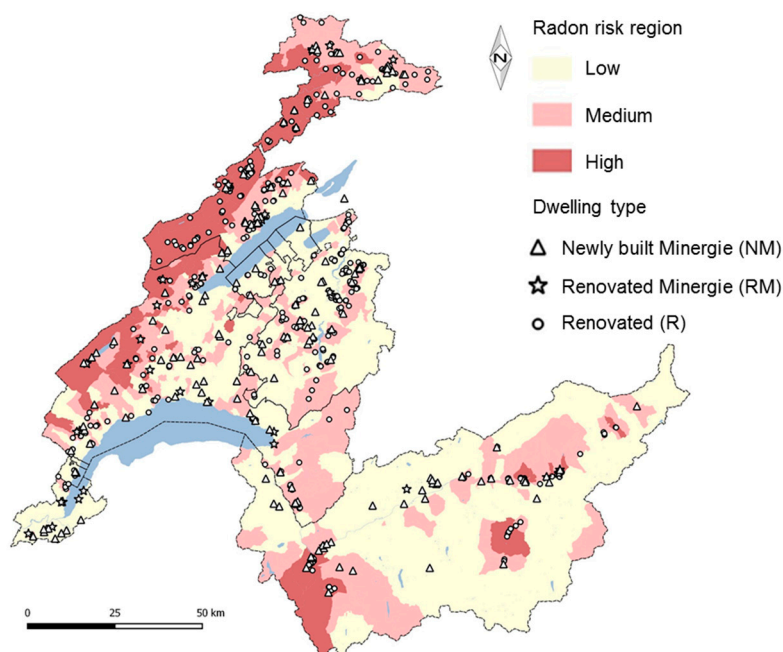 Radon risk region
N
Low
Medium
High
Dwelling type
Newly built Minergie (NM)
Renovated Minergie (RM)
Renovated (R)
0 25 50 km